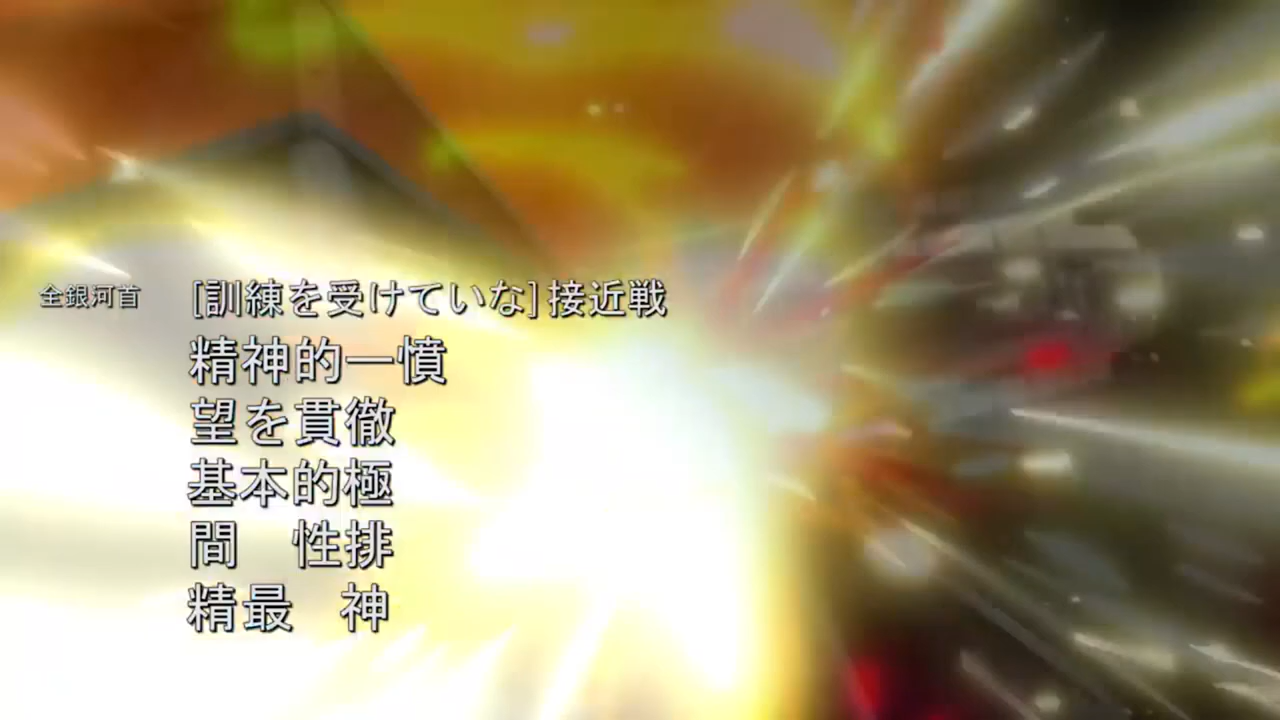 全銀河首 [訓練を受けていな]接近戦
精神的一憤
望を貫徹
基本的極
間　性排
精最　神